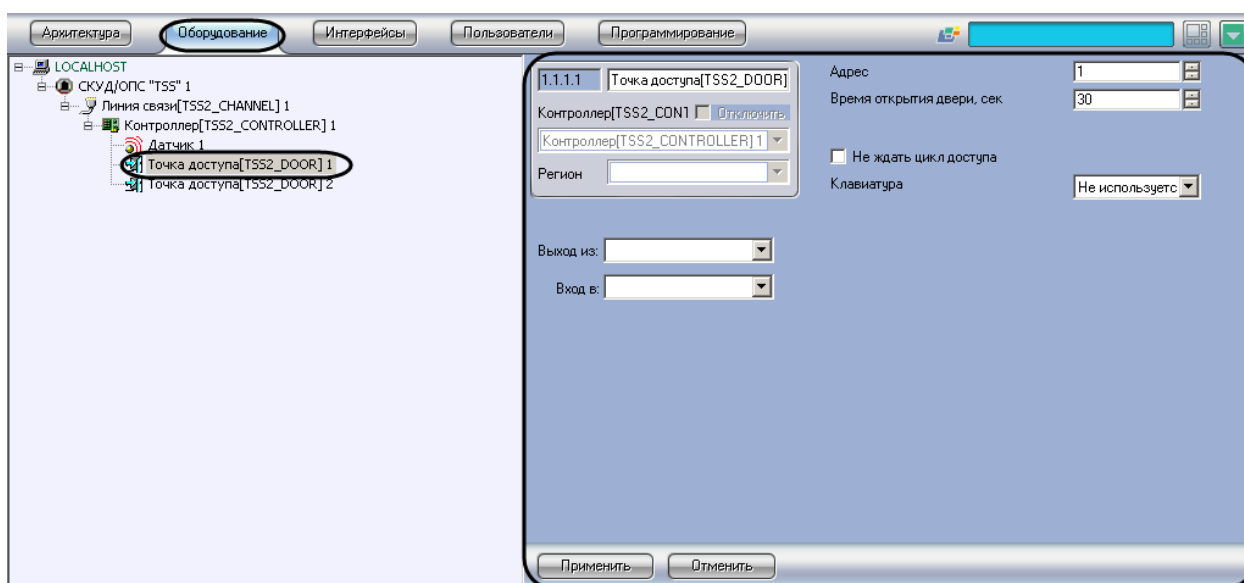 Архитектура Оборудование Интерфейсы Пользователи Программирование
LOCALHOST
СКУД/ОПС "TSS" 1
Линия связи[TSS2_CHANNEL] 1
Контроллер[TSS2_CONTROLLER] 1
Датчик 1
Точка доступа[TSS2_DOOR] 1
Точка доступа[TSS2_DOOR] 2
1.1.1.1 Точка доступа[TSS2_DOOR]
Контроллер[TSS2_CONT Отключить
Контроллер[TSS2_CONTROLLER] 1
Регион
Выход из:
Вход в:
Адрес 1
Время открытия двери, сек 30
Не ждать цикл доступа
Клавиатура Не используетс
Применить Отменить